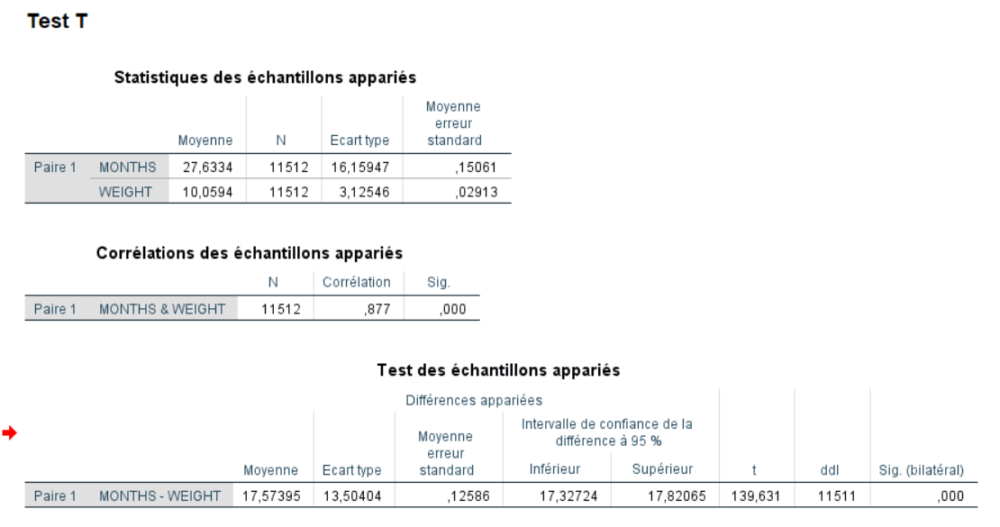 Test T
Statistiques des échantillons appariés
Moyenne N Ecart type Moyenne erreur standard
Paire 1 MONTHS 27,6334 11512 16,15947 ,15061
WEIGHT 10,0594 11512 3,12546 ,02913
Corrélations des échantillons appariés
N Corrélation Sig.
Paire 1 MONTHS & WEIGHT 11512 ,877 ,000
Test des échantillons appariés
Différences appariées
Intervalle de confiance de la différence à 95 %
Moyenne Ecart type Moyenne erreur standard Inférieur Supérieur t ddl Sig. (bilatéral)
Paire 1 MONTHS - WEIGHT 17,57395 13,50404 ,12586 17,32724 17,82065 139,631 11511 ,000